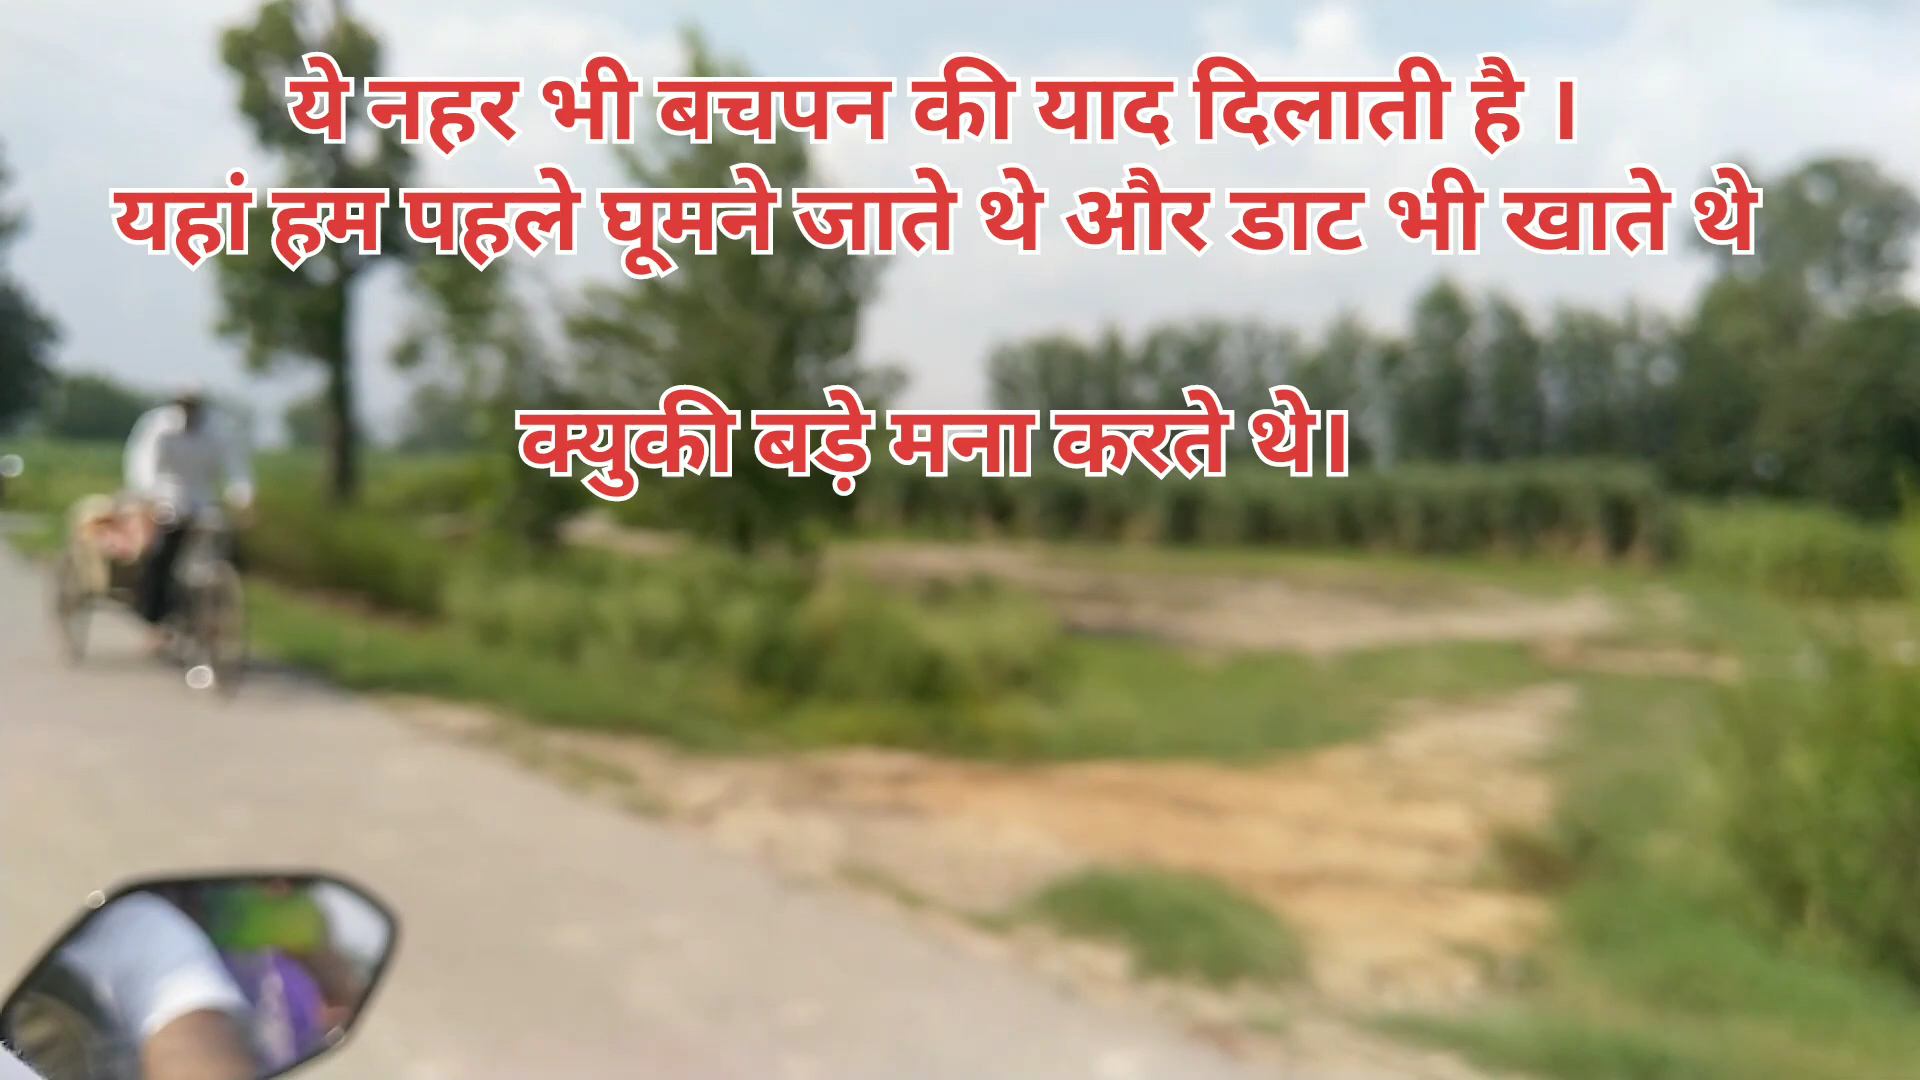 ये नहर भी बचपन की याद दिलाती है ।
यहां हम पहले घूमने जाते थे और डाट भी खाते थे
क्युकी बड़े मना करते थे।